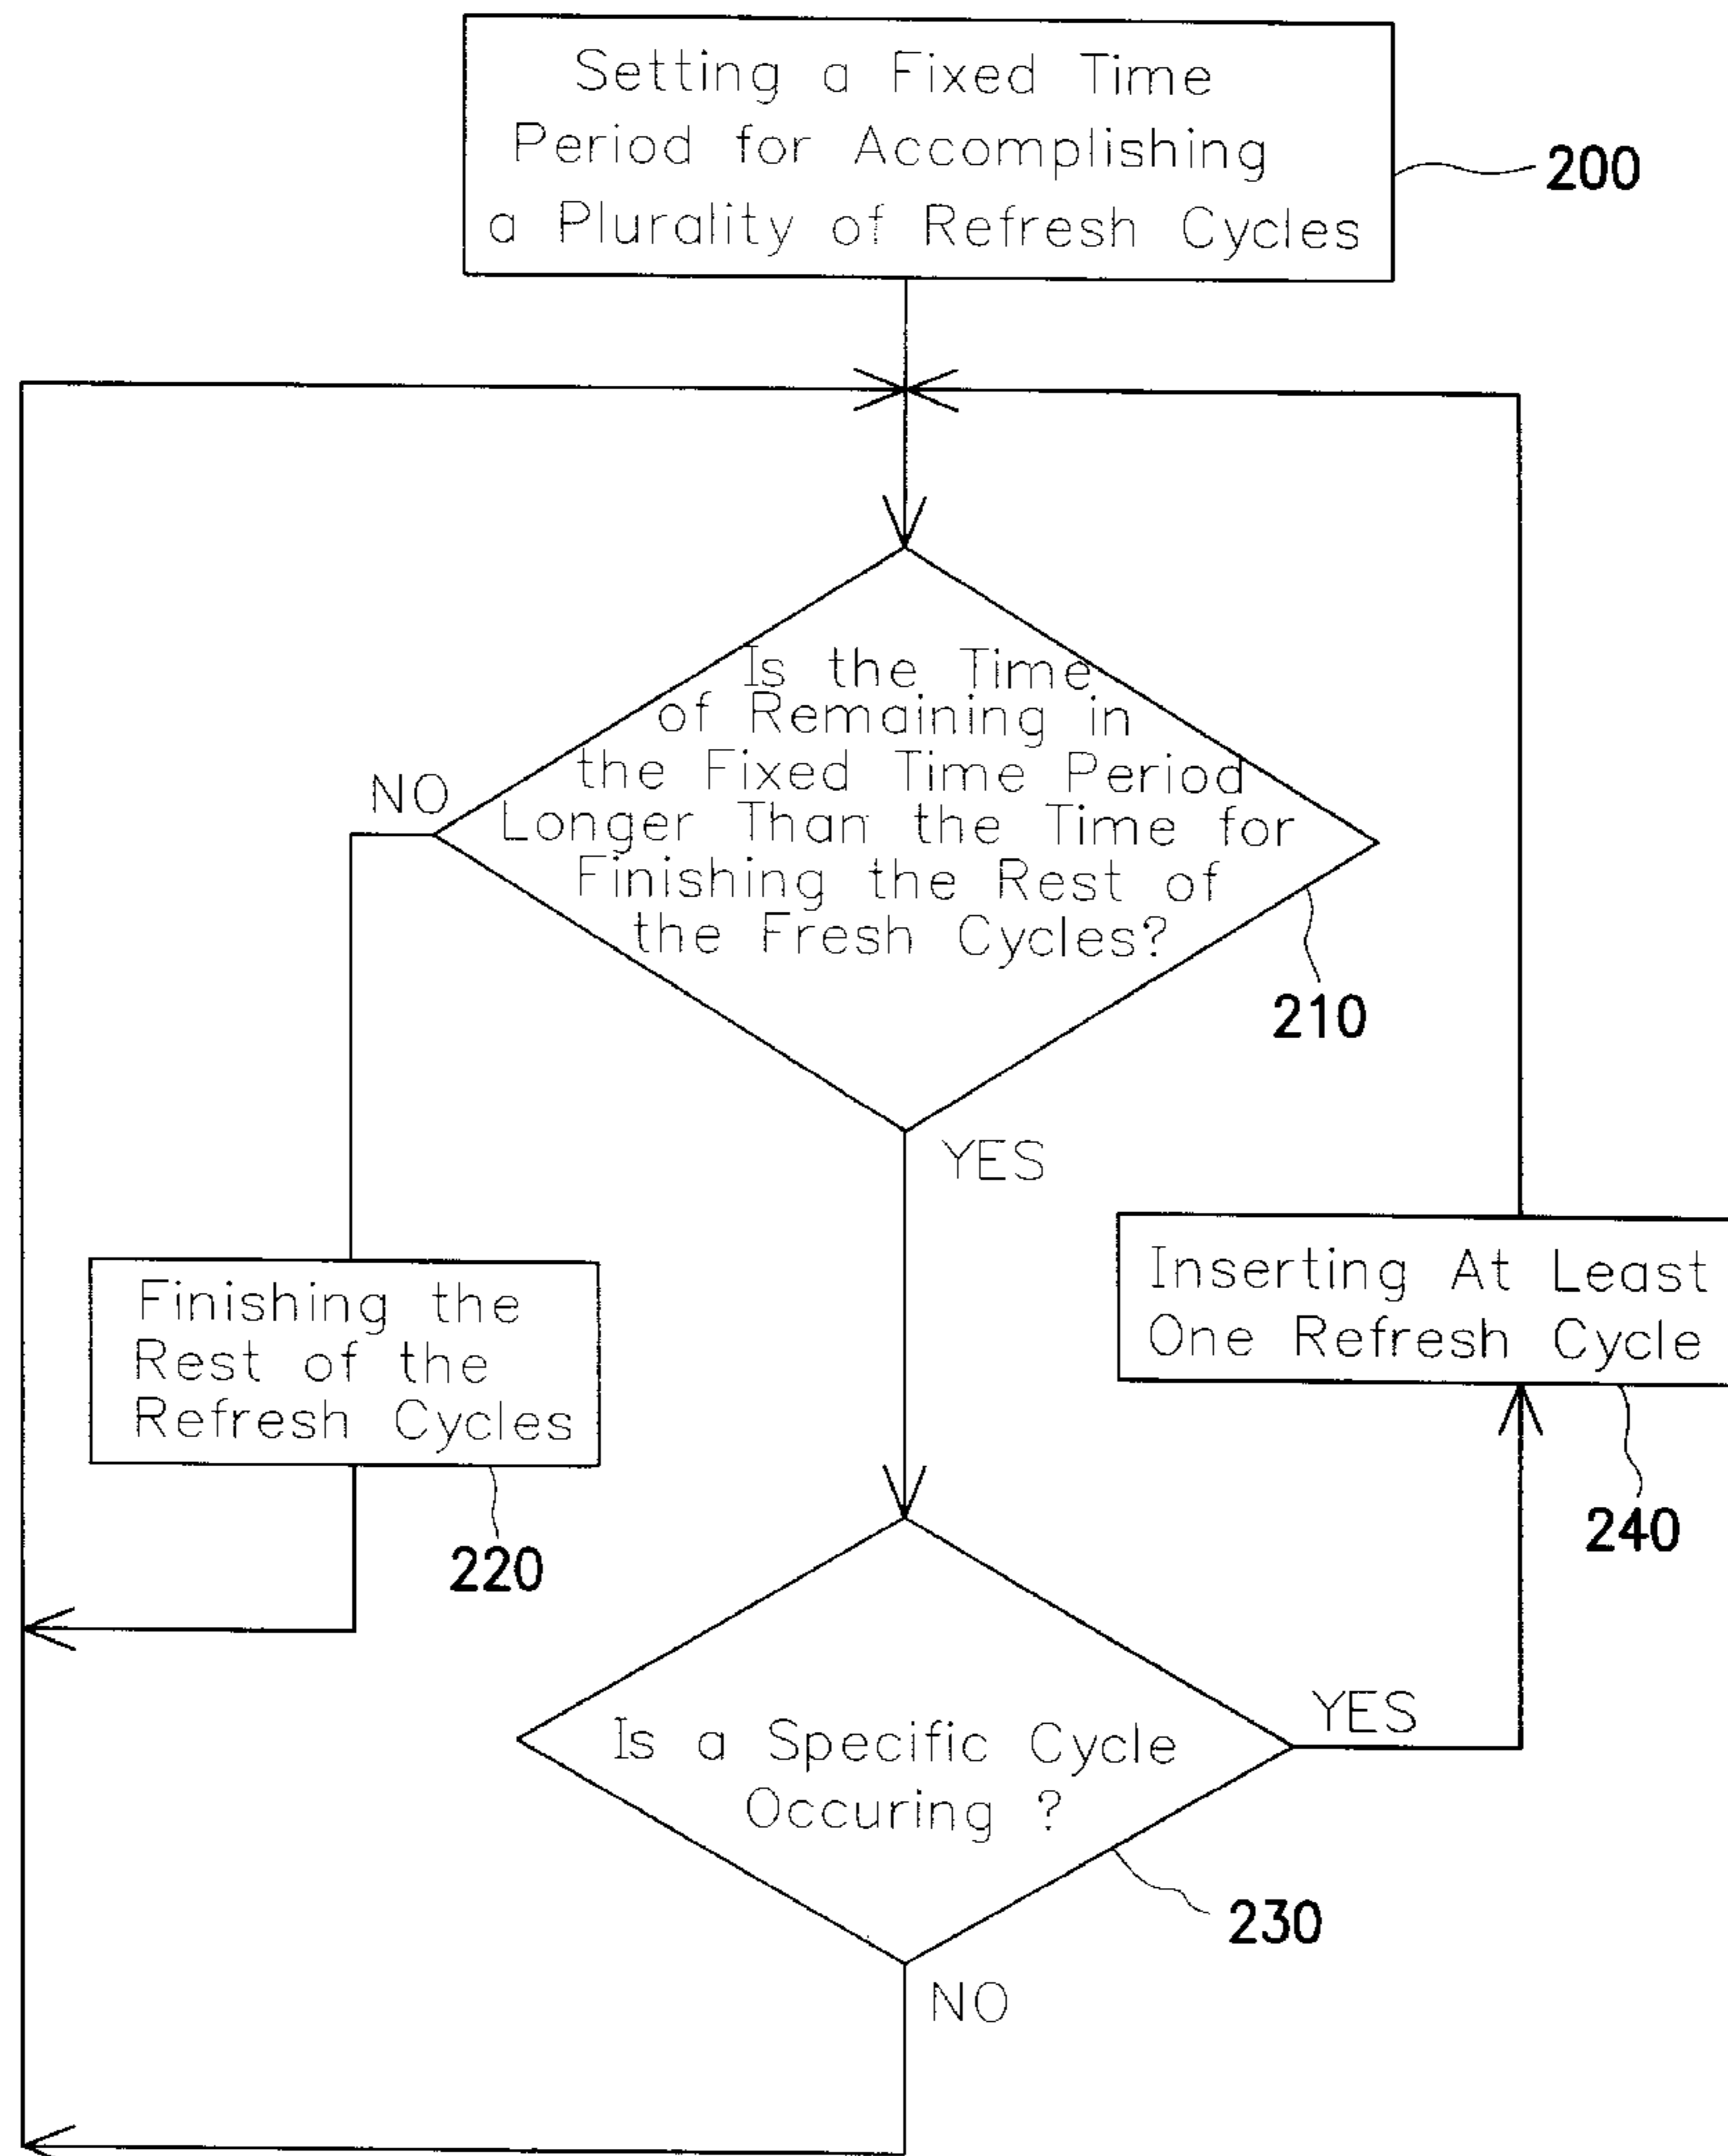 Setting a Fixed Time
Period for Accomplishing
a Plurality of Refresh Cycles
200
Is the Time
of Remaining in
the Fixed Time Period
Longer Than the Time for
Finishing the Rest of
the Fresh Cycles?
NO
210
YES
Finishing the
Rest of the
Refresh Cycles
220
Inserting At Least
One Refresh Cycle
240
Is a Specific Cycle
Occuring ?
YES
230
NO